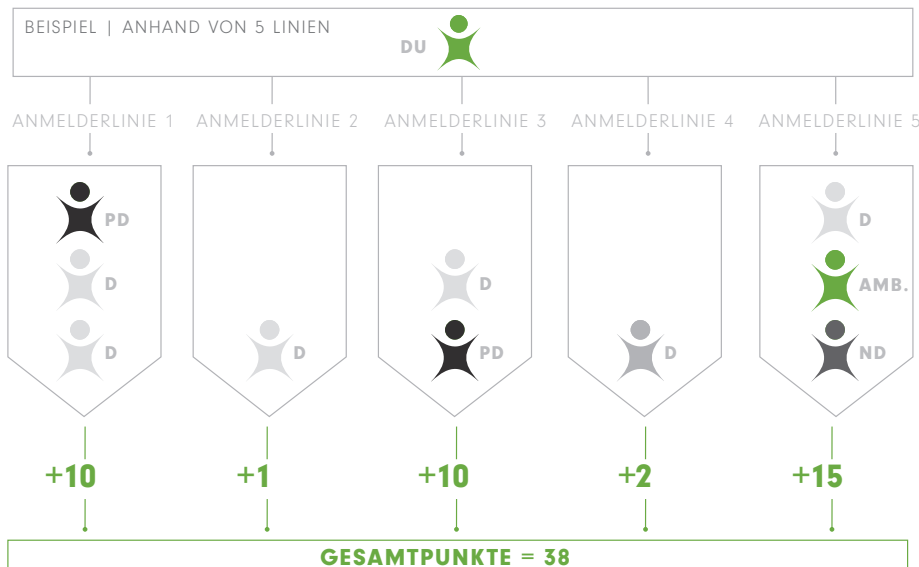 BEISPIEL | ANHAND VON 5 LINIEN
DU
ANMELDERLINIE 1
ANMELDERLINIE 2
ANMELDERLINIE 3
ANMELDERLINIE 4
ANMELDERLINIE 5
PD
D
D
D
D
PD
D
D
AMB.
ND
+10
+1
+10
+2
+15
GESAMTPUNKTE = 38